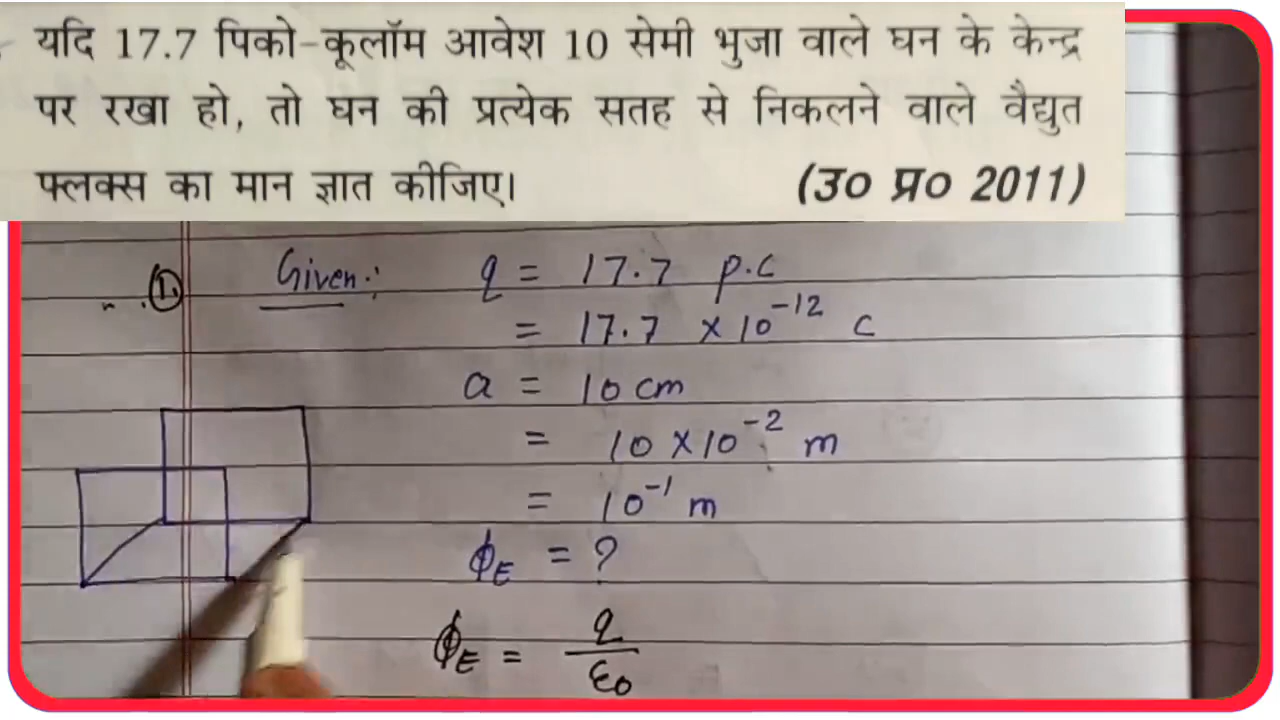 यदि 17.7 पिको-कूलॉम आवेश 10 सेमी भुजा वाले घन के केन्द्र
पर रखा हो, तो घन की प्रत्येक सतह से निकलने वाले वैद्युत
फ्लक्स का मान ज्ञात कीजिए। (उ० प्र० 2011)
① Given: q = 17.7 p.c
= 17.7 × 10⁻¹² c
a = 10 cm
= 10 × 10⁻² m
= 10⁻¹ m
ϕE = ?
ϕE = q/ε₀